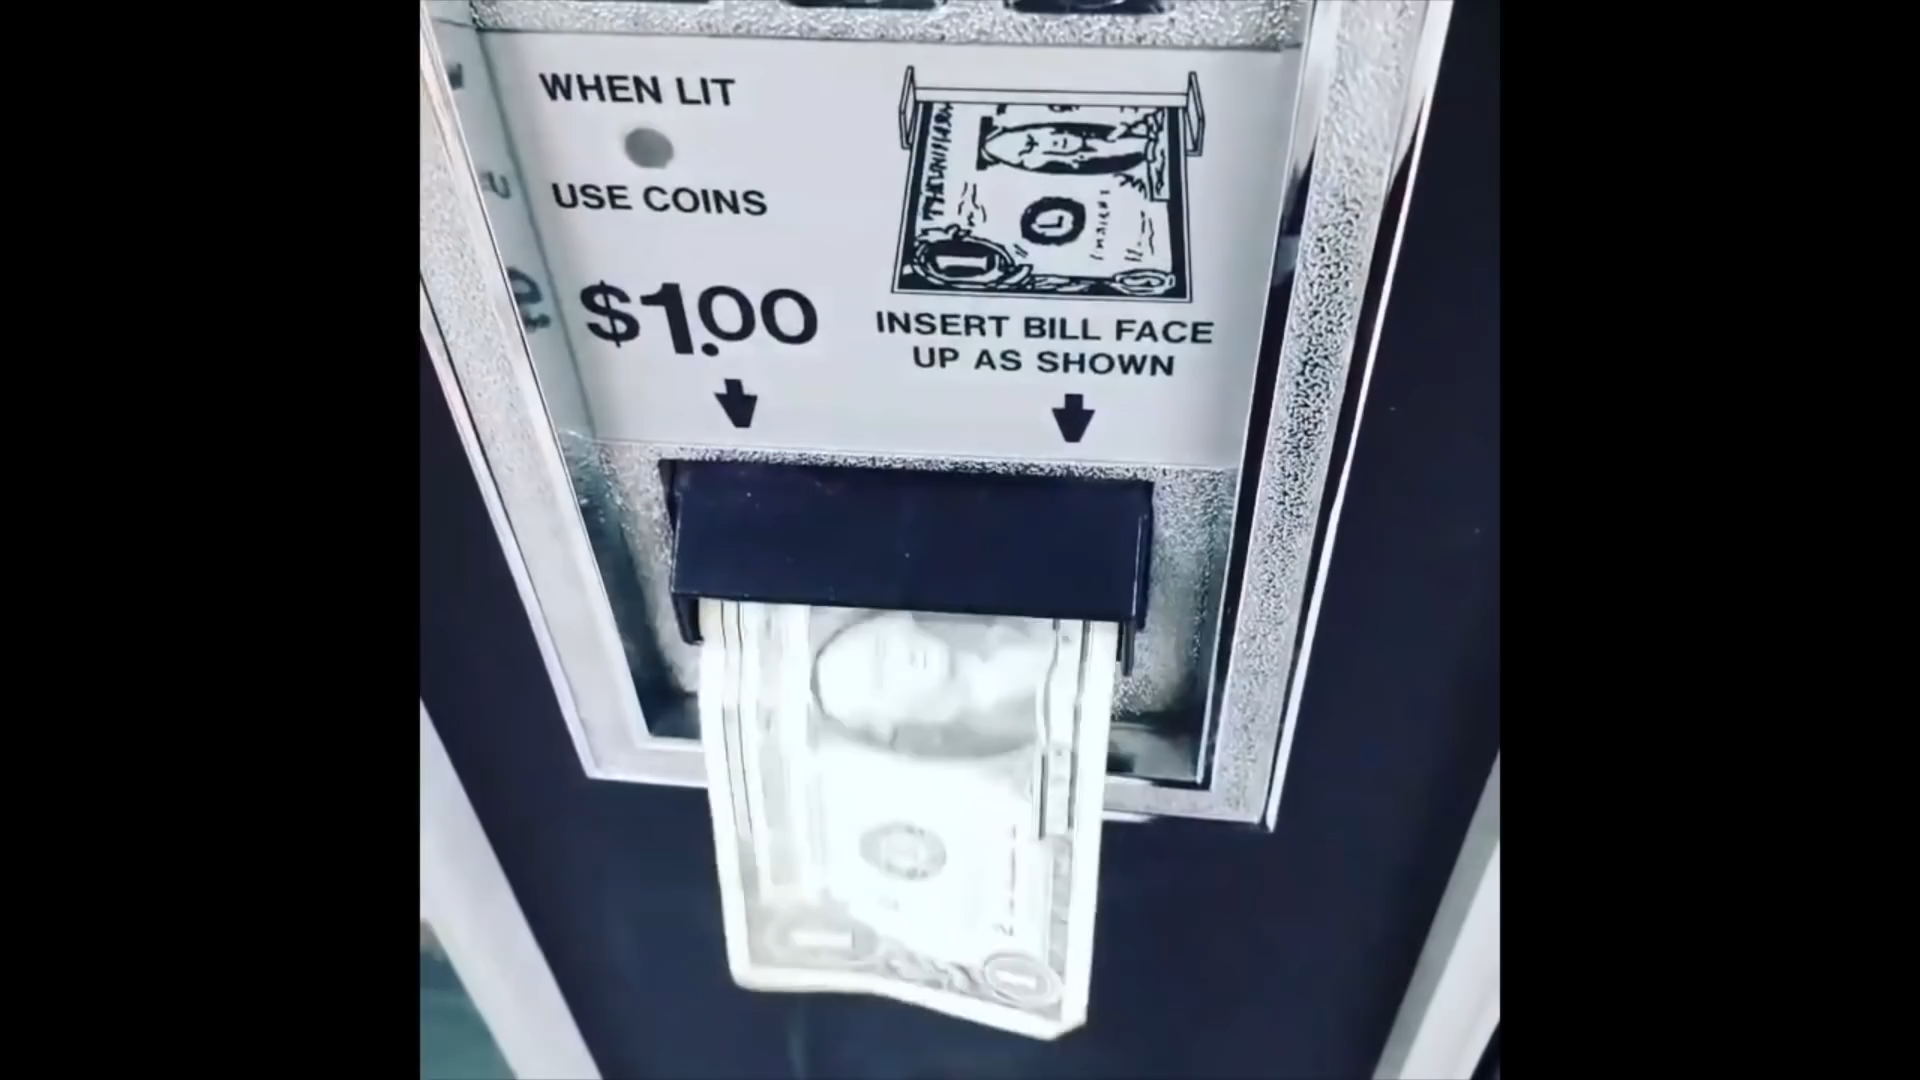 WHEN LIT
USE COINS
$1.00
INSERT BILL FACE
UP AS SHOWN